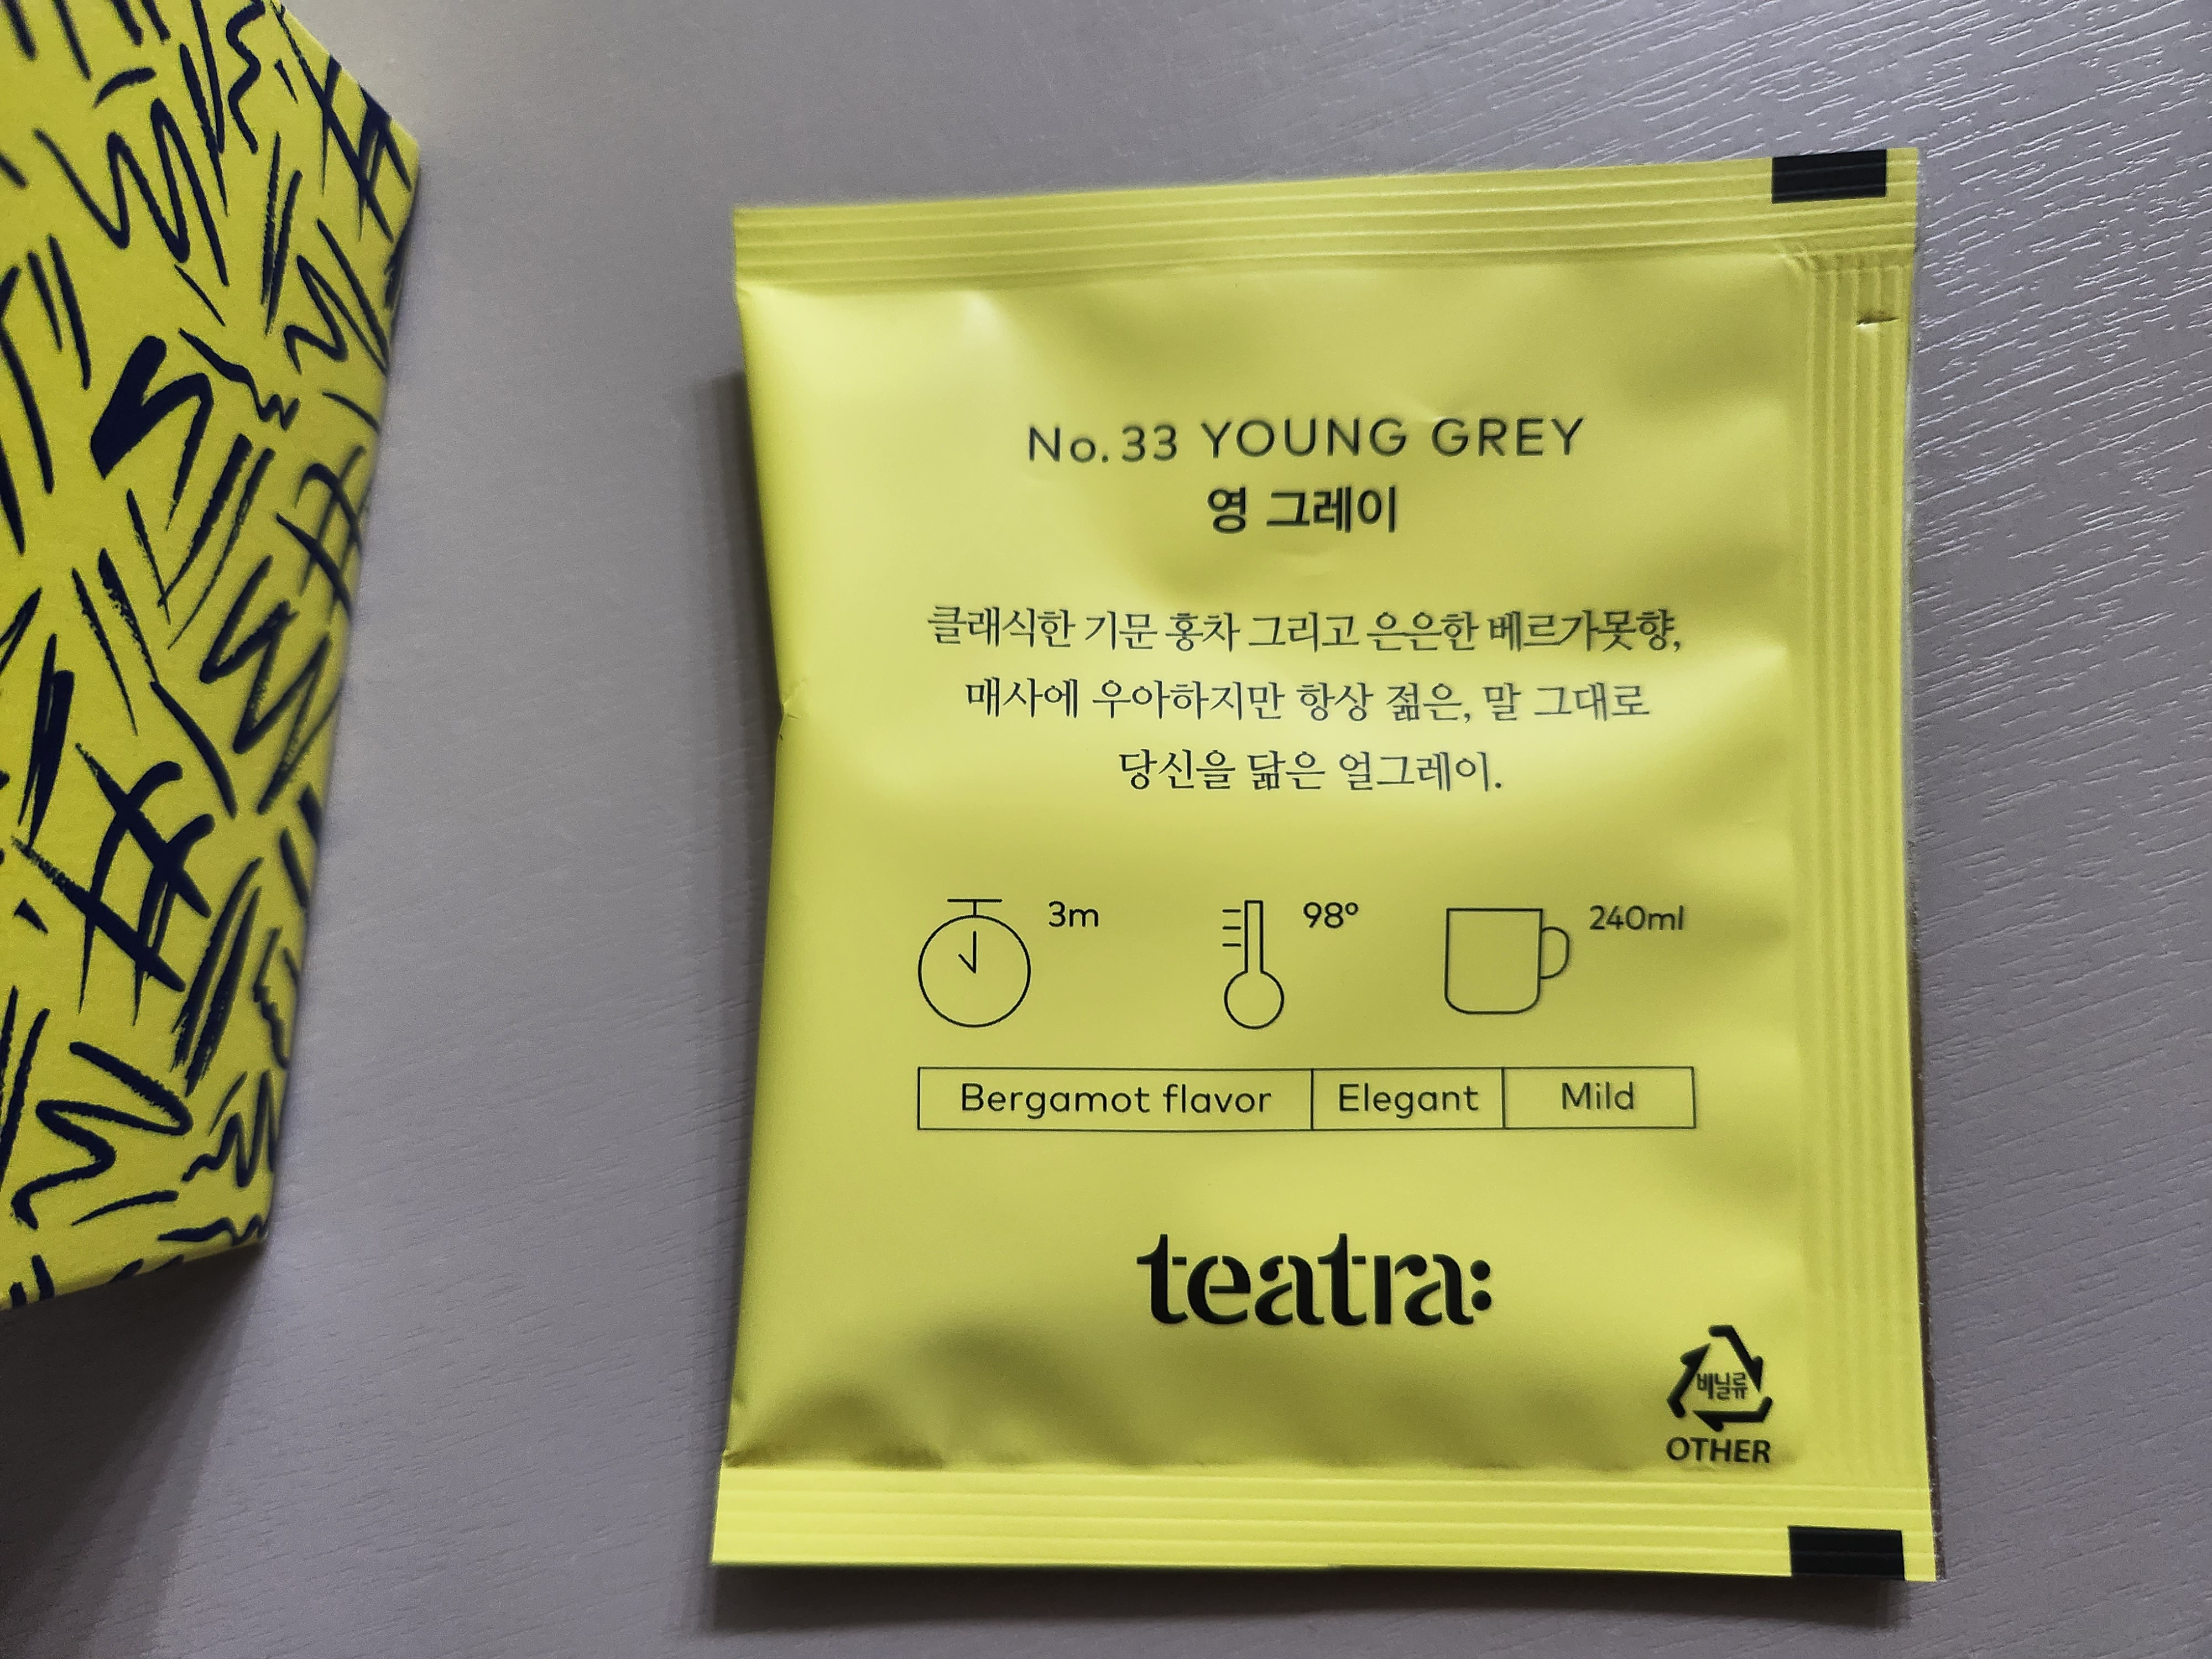 No.33 YOUNG GREY
영 그레이
클래식한 기문 홍차 그리고 은은한 베르가못향,
매사에 우아하지만 항상 젊은, 말 그대로
당신을 닮은 얼그레이.
3m 98° 240ml
Bergamot flavor Elegant Mild
teatra:
비닐류
OTHER